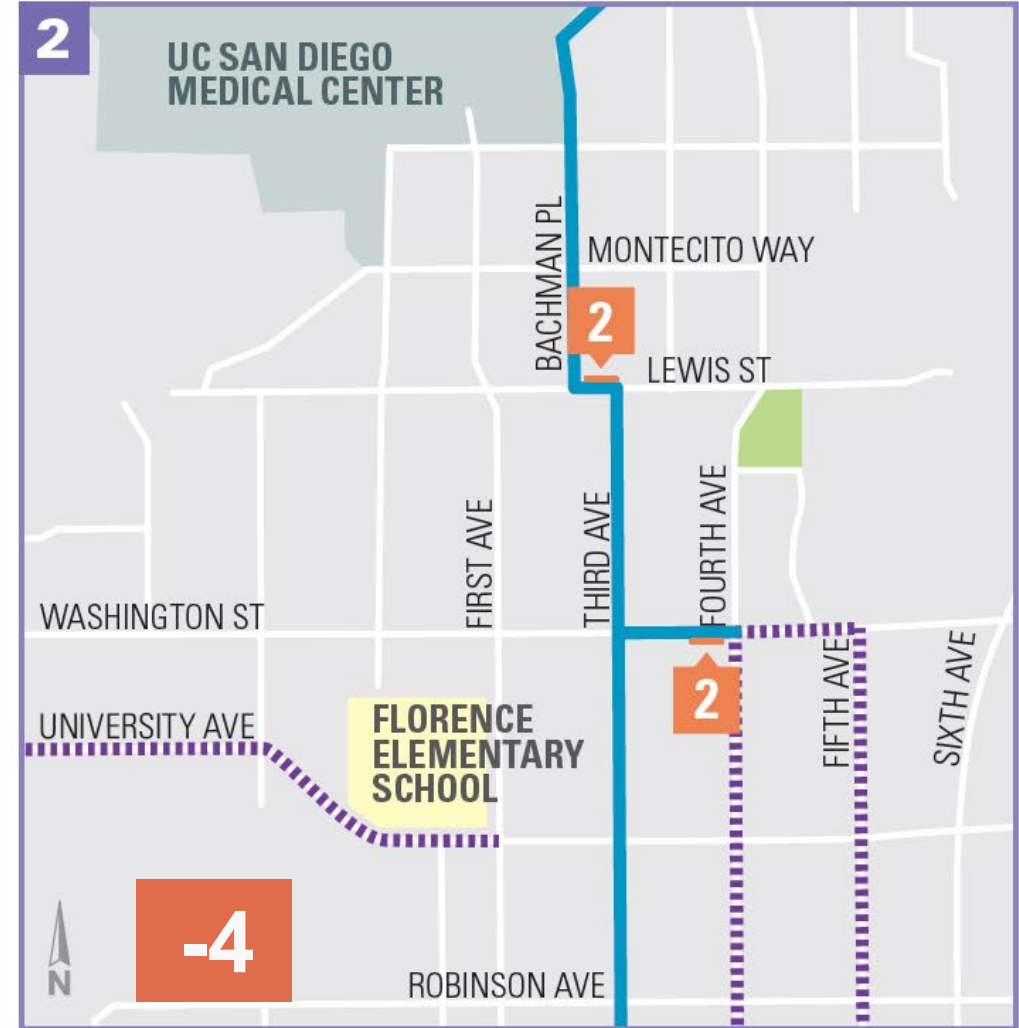 2
UC SAN DIEGO
MEDICAL CENTER
BACHMAN PL
MONTECITO WAY
2
LEWIS ST
FIRST AVE
THIRD AVE
FOURTH AVE
WASHINGTON ST
2
FIFTH AVE
SIXTH AVE
UNIVERSITY AVE
FLORENCE
ELEMENTARY
SCHOOL
-4
N
ROBINSON AVE